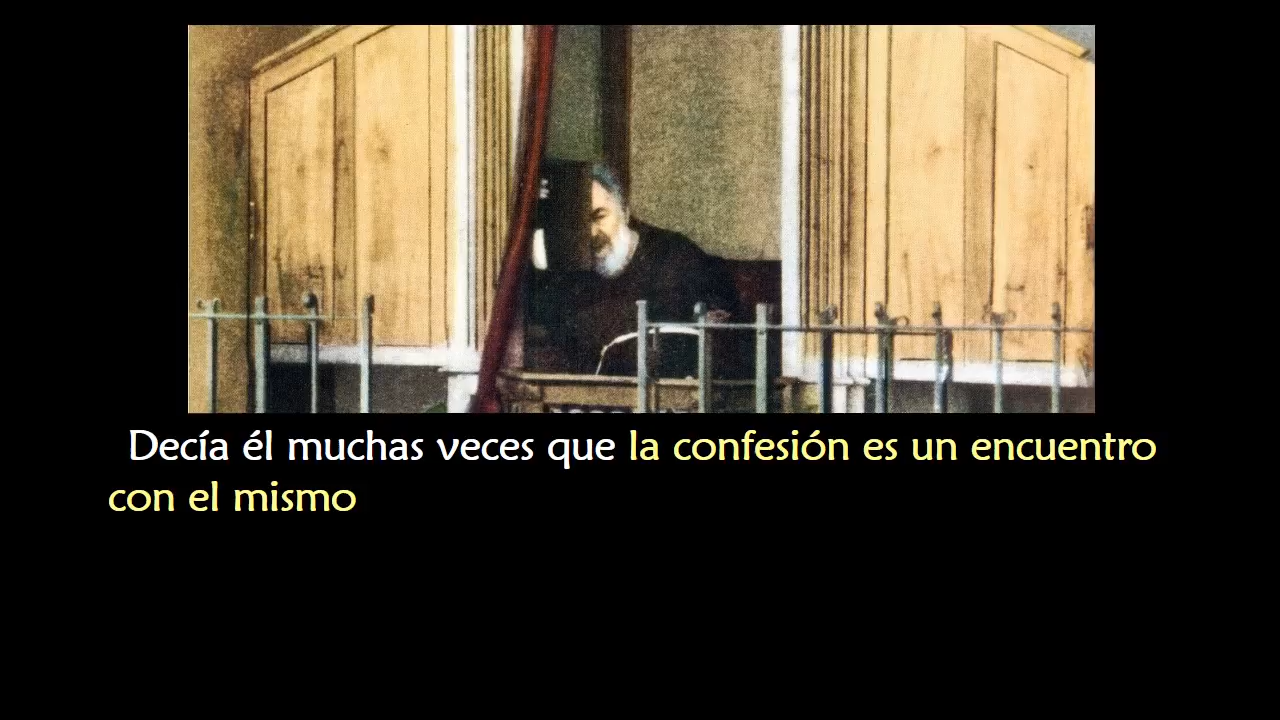 Decía él muchas veces que la confesión es un encuentro
con el mismo